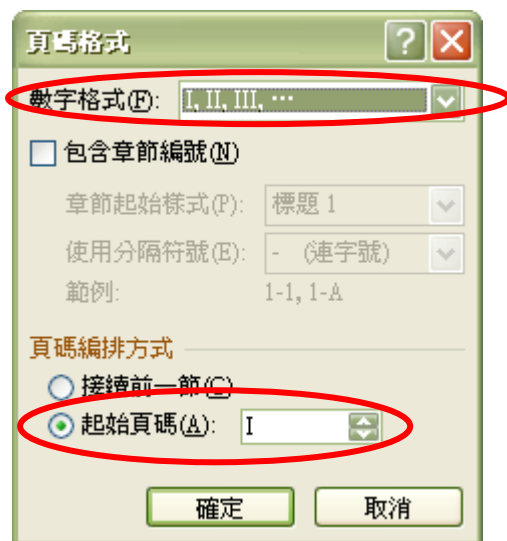 頁碼格式
數字格式(F): I, II, III, …
包含章節編號(N)
章節起始樣式(P): 標題 1
使用分隔符號(E): - (連字號)
範例: 1-1, 1-A
頁碼編排方式
接續前一節(C)
起始頁碼(A): I
確定 取消